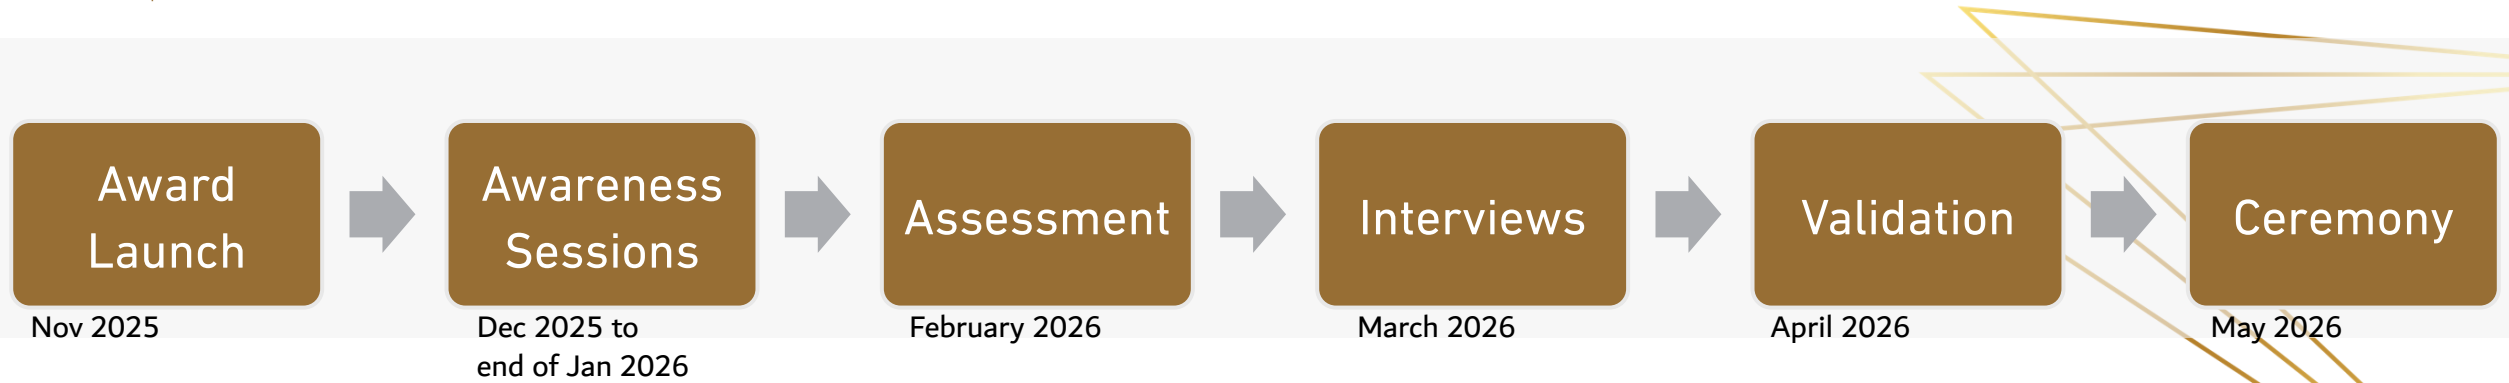 Award
Launch
Awareness
Sessions
Assessment
Interviews
Validation
Ceremony
Nov 2025
Dec 2025 to
end of Jan 2026
February 2026
March 2026
April 2026
May 2026